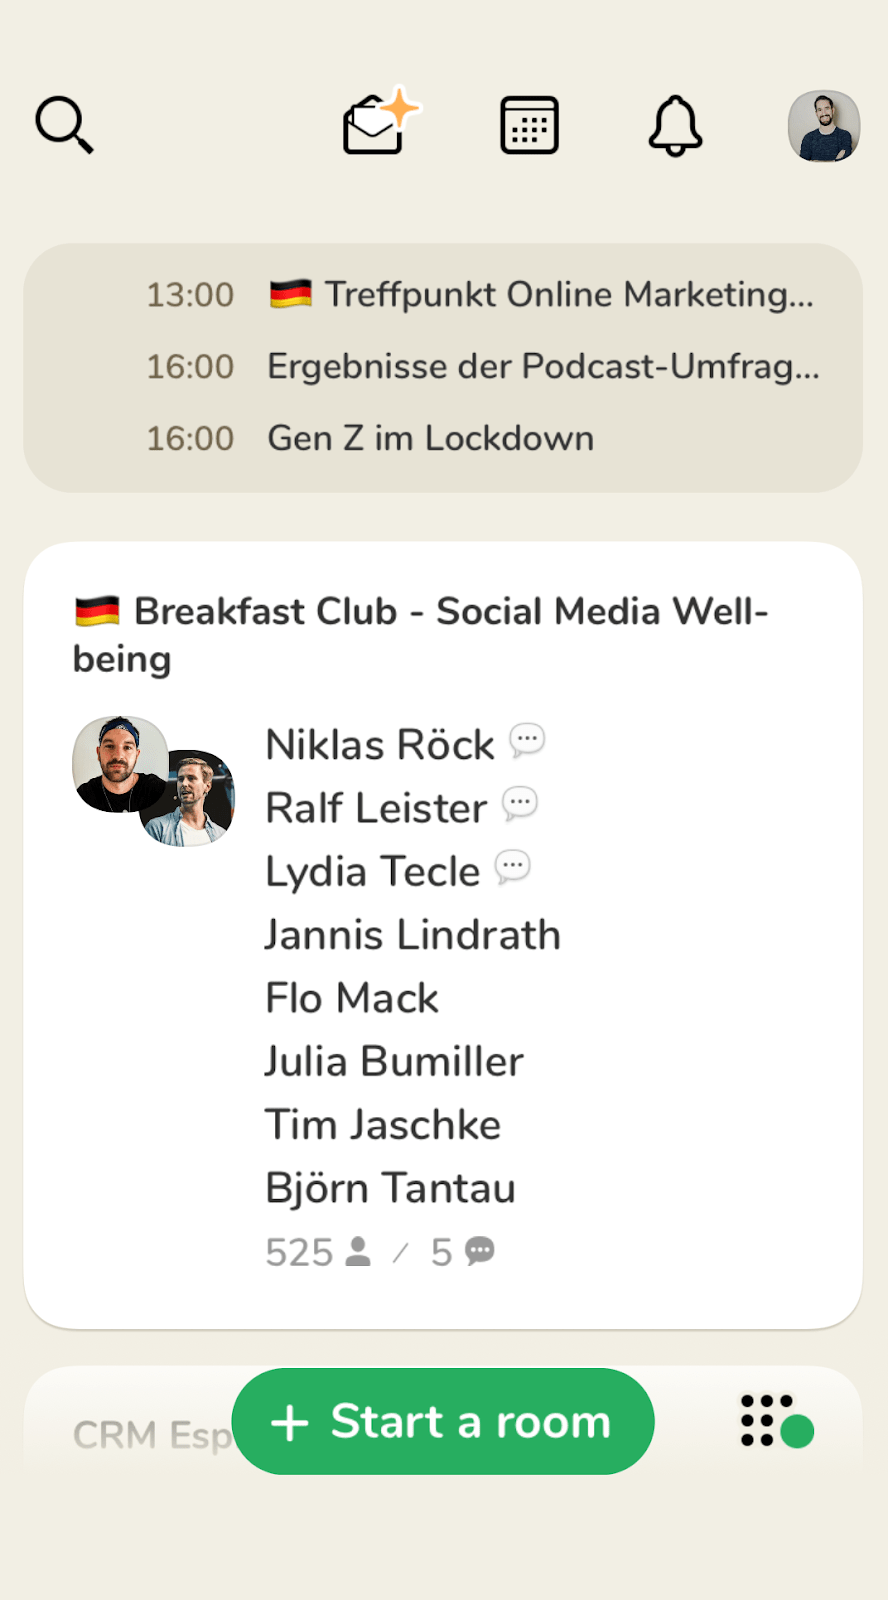 13:00 🇩🇪 Treffpunkt Online Marketing...
16:00 Ergebnisse der Podcast-Umfrag...
16:00 Gen Z im Lockdown
🇩🇪 Breakfast Club - Social Media Well-
being
Niklas Röck 💬
Ralf Leister 💬
Lydia Tecle 💬
Jannis Lindrath
Flo Mack
Julia Bumiller
Tim Jaschke
Björn Tantau
525 / 5
CRM Esp
+ Start a room